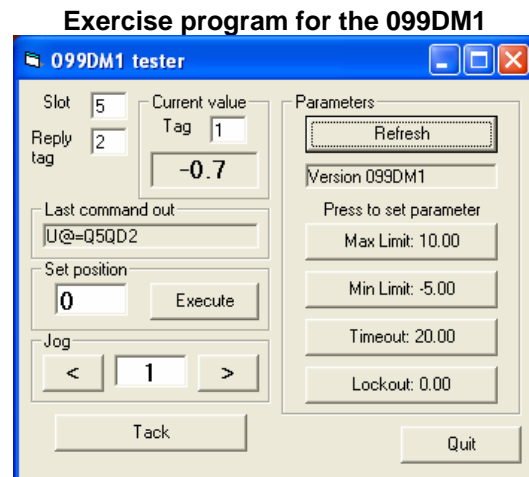 Exercise program for the 099DM1
099DM1 tester
Slot 5
Reply tag 2
Current value
Tag 1
-0.7
Last command out
U@=Q5QD2
Set position
0 Execute
Jog
< 1 >
Tack
Parameters
Refresh
Version 099DM1
Press to set parameter
Max Limit: 10.00
Min Limit: -5.00
Timeout: 20.00
Lockout: 0.00
Quit